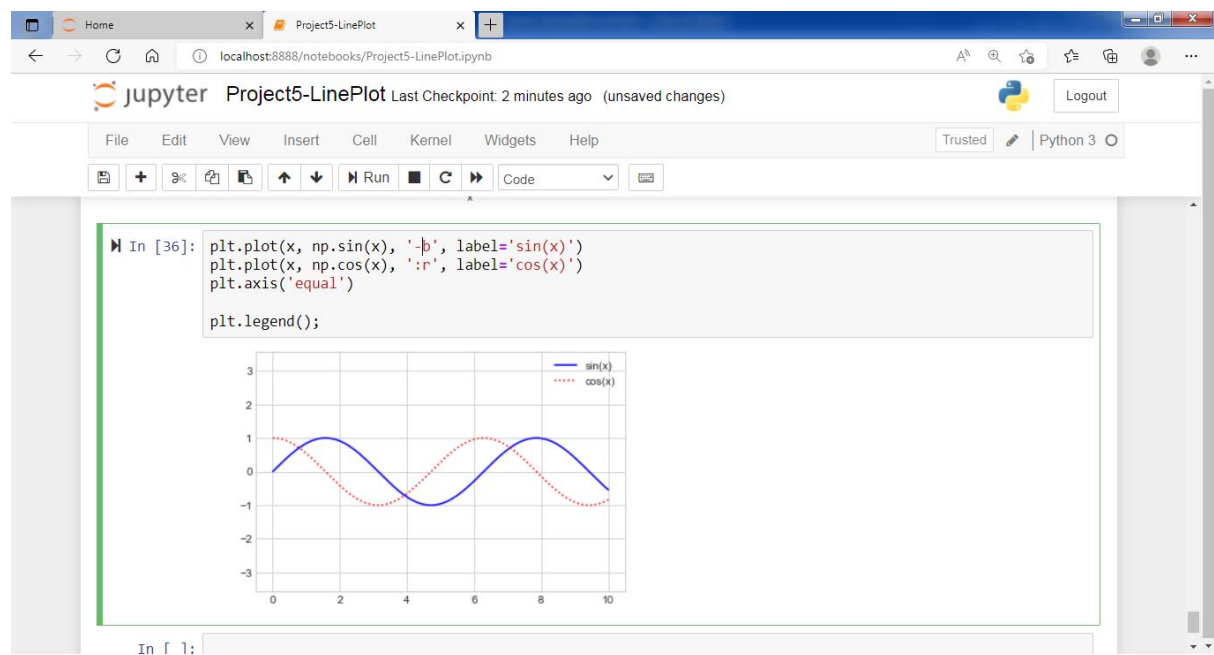 Home
Project5-LinePlot
localhost:8888/notebooks/Project5-LinePlot.ipynb
jupyter Project5-LinePlot Last Checkpoint: 2 minutes ago (unsaved changes)
Logout
File Edit View Insert Cell Kernel Widgets Help
Trusted Python 3
Run Code
x
In [36]: plt.plot(x, np.sin(x), '-b', label='sin(x)')
plt.plot(x, np.cos(x), ':r', label='cos(x)')
plt.axis('equal')
plt.legend();
sin(x)
cos(x)
3
2
1
0
−1
−2
−3
0 2 4 6 8 10
In [ ]: